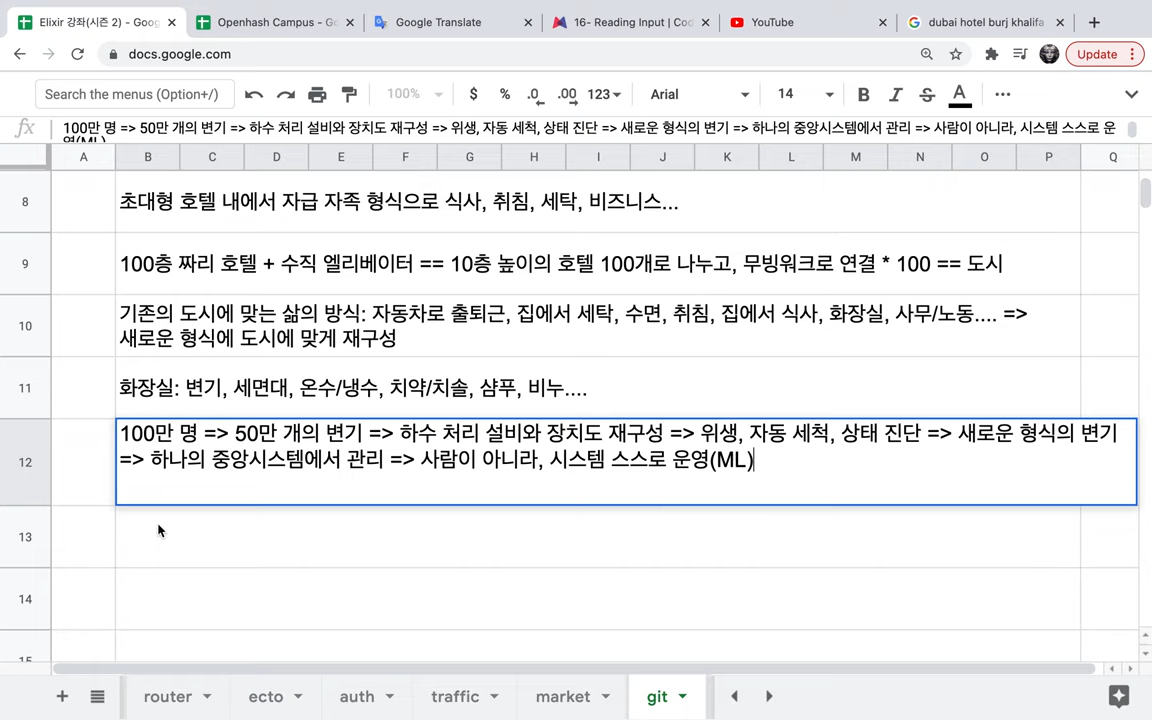 Elixir 강좌(시즌 2) - Goog
Openhash Campus - Go
Google Translate
16- Reading Input | Co
YouTube
dubai hotel burj khalifa
docs.google.com
Update
Search the menus (Option+/)
100%
$ % .0 .00 123
Arial
14
B I S A
fx
100만 명 => 50만 개의 변기 => 하수 처리 설비와 장치도 재구성 => 위생, 자동 세척, 상태 진단 => 새로운 형식의 변기 => 하나의 중앙시스템에서 관리 => 사람이 아니라, 시스템 스스로 운
영(ML)
A B C D E F G H I J K L M N O P Q
8
초대형 호텔 내에서 자급 자족 형식으로 식사, 취침, 세탁, 비즈니스...
9
100층 짜리 호텔 + 수직 엘리베이터 == 10층 높이의 호텔 100개로 나누고, 무빙워크로 연결 * 100 == 도시
10
기존의 도시에 맞는 삶의 방식: 자동차로 출퇴근, 집에서 세탁, 수면, 취침, 집에서 식사, 화장실, 사무/노동.... =>
새로운 형식에 도시에 맞게 재구성
11
화장실: 변기, 세면대, 온수/냉수, 치약/치솔, 샴푸, 비누....
12
100만 명 => 50만 개의 변기 => 하수 처리 설비와 장치도 재구성 => 위생, 자동 세척, 상태 진단 => 새로운 형식의 변기
=> 하나의 중앙시스템에서 관리 => 사람이 아니라, 시스템 스스로 운영(ML)
13
14
15
router
ecto
auth
traffic
market
git